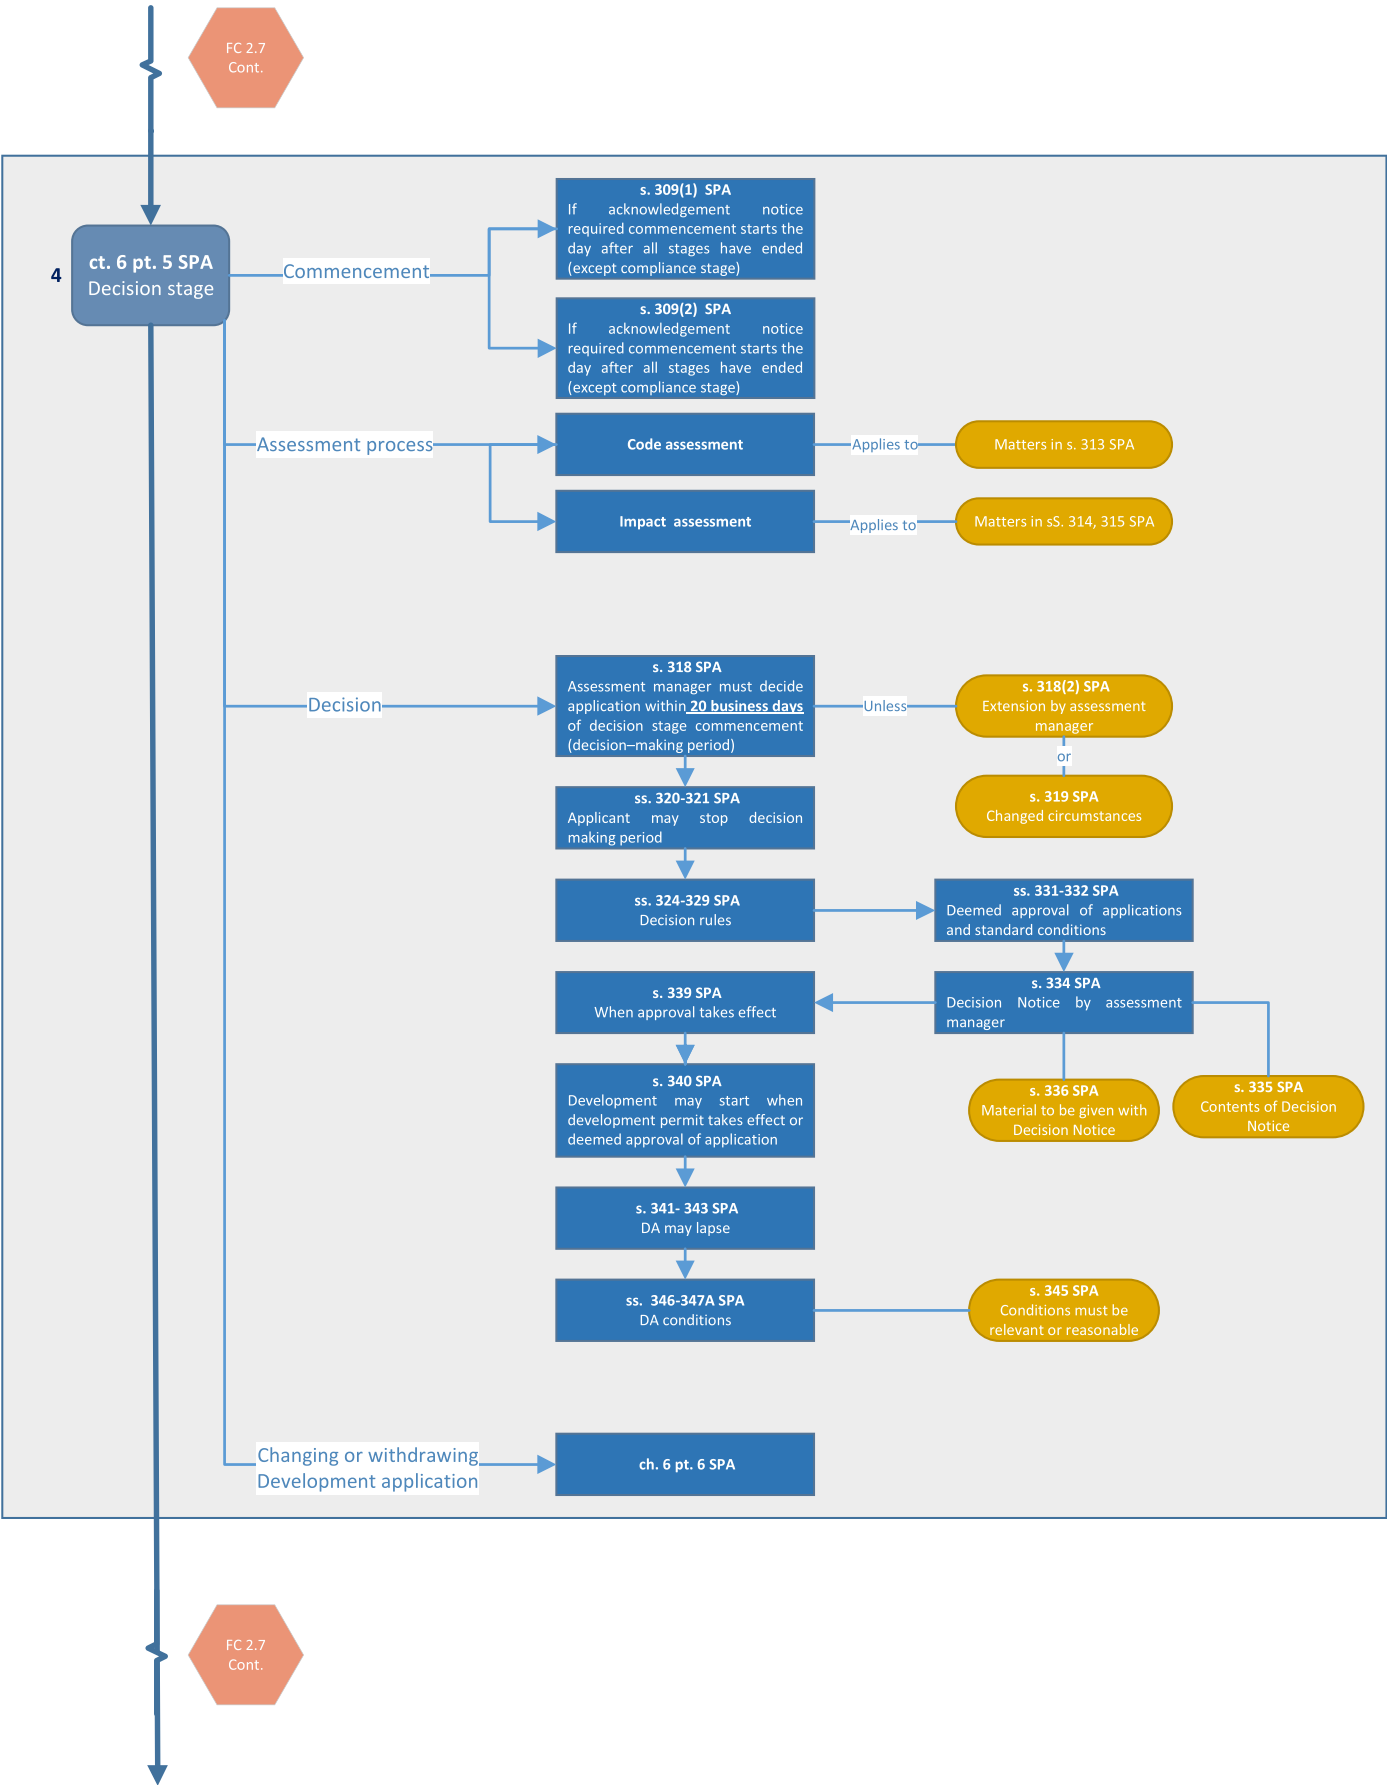 FC 2.7
Cont.
4
ct. 6 pt. 5 SPA
Decision stage
Commencement
s. 309(1) SPA
If acknowledgement notice
required commencement starts the
day after all stages have ended
(except compliance stage)
s. 309(2) SPA
If acknowledgement notice
required commencement starts the
day after all stages have ended
(except compliance stage)
Assessment process
Code assessment
Applies to
Matters in s. 313 SPA
Impact assessment
Applies to
Matters in sS. 314, 315 SPA
Decision
s. 318 SPA
Assessment manager must decide
application within 20 business days
of decision stage commencement
(decision–making period)
Unless
s. 318(2) SPA
Extension by assessment
manager
or
s. 319 SPA
Changed circumstances
ss. 320-321 SPA
Applicant may stop decision
making period
ss. 324-329 SPA
Decision rules
ss. 331-332 SPA
Deemed approval of applications
and standard conditions
s. 334 SPA
Decision Notice by assessment
manager
s. 339 SPA
When approval takes effect
s. 336 SPA
Material to be given with
Decision Notice
s. 335 SPA
Contents of Decision
Notice
s. 340 SPA
Development may start when
development permit takes effect or
deemed approval of application
s. 341- 343 SPA
DA may lapse
ss. 346-347A SPA
DA conditions
s. 345 SPA
Conditions must be
relevant or reasonable
Changing or withdrawing
Development application
ch. 6 pt. 6 SPA
FC 2.7
Cont.